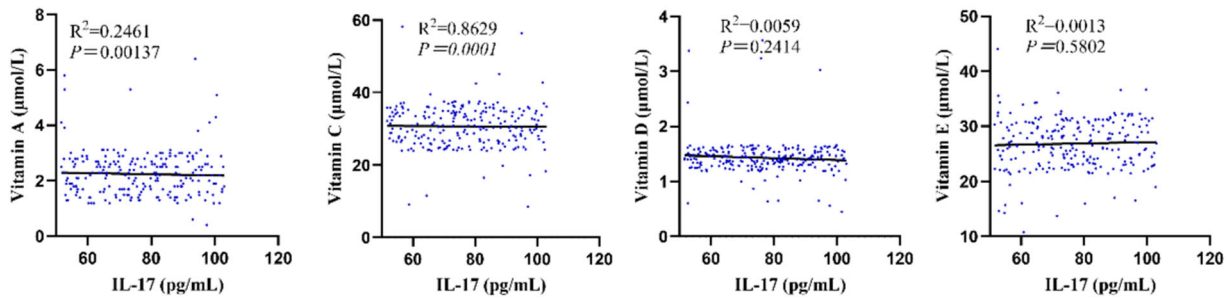 Vitamin A (μmol/L)
8
6
4
2
0
R²=0.2461
P=0.00137
60 80 100 120
IL-17 (pg/mL)
Vitamin C (μmol/L)
60
40
20
0
R²=0.8629
P=0.0001
60 80 100 120
IL-17 (pg/mL)
Vitamin D (μmol/L)
4
3
2
1
0
R²=0.0059
P=0.2414
60 80 100 120
IL-17 (pg/mL)
Vitamin E (μmol/L)
50
40
30
20
10
R²=0.0013
P=0.5802
60 80 100 120
IL-17 (pg/mL)